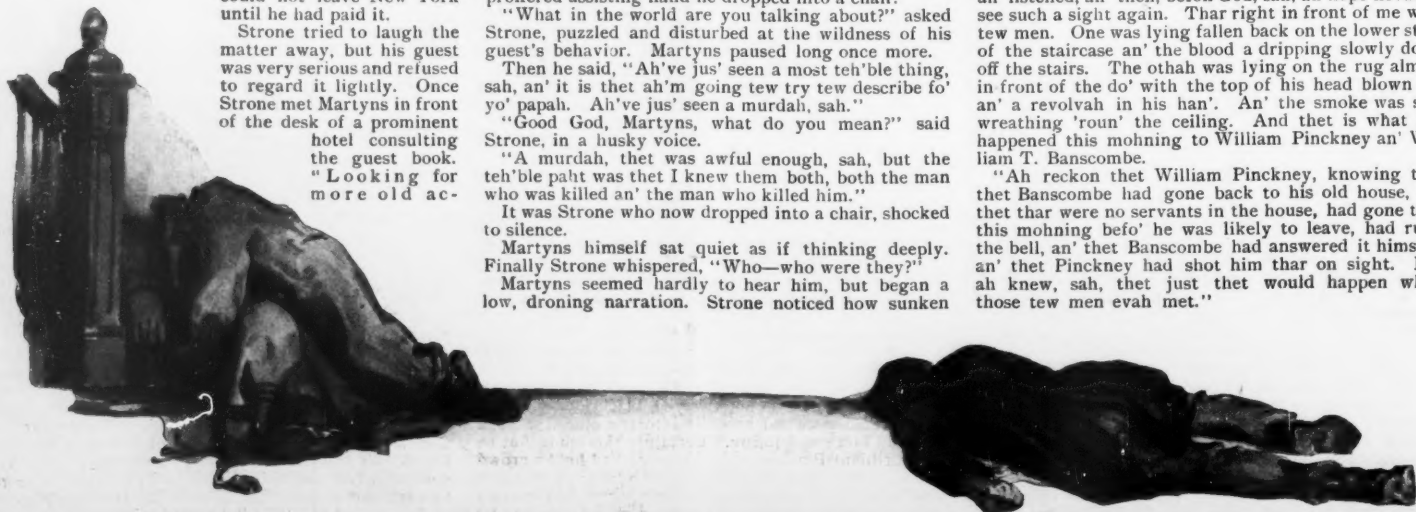 until he had paid it.
Strone tried to laugh the
matter away, but his guest
was very serious and refused
to regard it lightly. Once
Strone met Martyns in front
of the desk of a prominent
hotel consulting
the guest book.
"Looking for
more old ac-
proffered assisting hand he dropped into a chair.
"What in the world are you talking about?" asked
Strone, puzzled and disturbed at the wildness of his
guest's behavior. Martyns paused long once more.
Then he said, "Ah've jus' seen a most teh'ble thing,
sah, an' it is thet ah'm going tew try tew describe fo'
yo' papah. Ah've jus' seen a murdah, sah."
"Good God, Martyns, what do you mean?" said
Strone, in a husky voice.
"A murdah, thet was awful enough, sah, but the
teh'ble paht was thet I knew them both, both the man
who was killed an' the man who killed him."
It was Strone who now dropped into a chair, shocked
to silence.
Martyns himself sat quiet as if thinking deeply.
Finally Strone whispered, "Who—who were they?"
Martyns seemed hardly to hear him, but began a
low, droning narration. Strone noticed how sunken
see such a sight again. Thar right in front of me w
tew men. One was lying fallen back on the lower st
of the staircase an' the blood a dripping slowly do
off the stairs. The othah was lying on the rug alm
in front of the do' with the top of his head blown
an' a revolvah in his han'. An' the smoke was s
wreathing 'roun' the ceiling. And thet is what
happened this mohning to William Pinckney an' W
liam T. Banscombe.
"Ah reckon thet William Pinckney, knowing t
thet Banscombe had gone back to his old house,
thet thar were no servants in the house, had gone t
this mohning befo' he was likely to leave, had ru
the bell, an' thet Banscombe had answered it hims
an' thet Pinckney had shot him thar on sight.
ah knew, sah, thet just thet would happen wh
those tew men evah met."